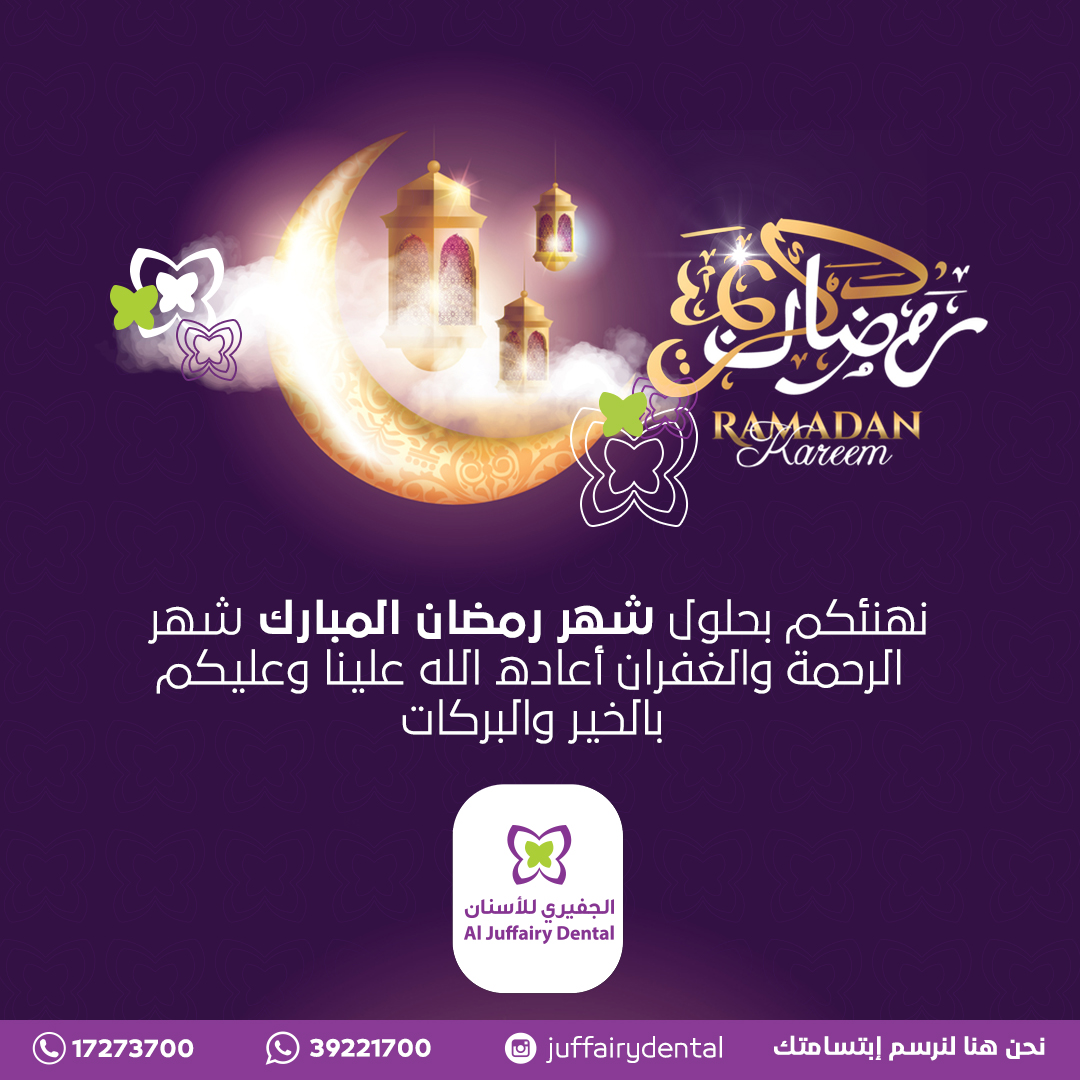 رمضان كريم
RAMADAN
Kareem
نهنئكم بحلول شهر رمضان المبارك شهر
الرحمة والغفران أعاده الله علينا وعليكم
بالخير والبركات
الجفيري للأسنان
Al Juffairy Dental
17273700
39221700
juffairydental
نحن هنا لنرسم إبتسامتك